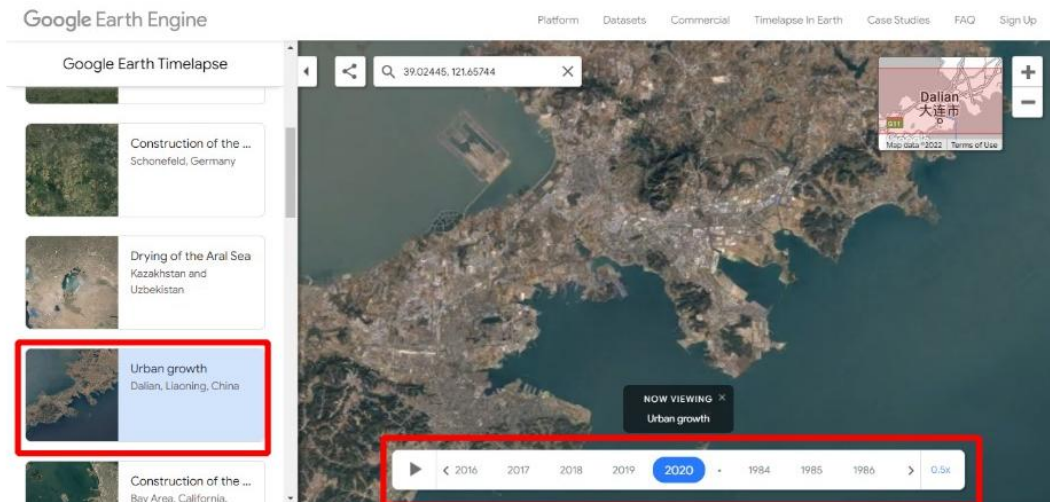 Google Earth Engine
Platform Datasets Commercial Timelapse In Earth Case Studies FAQ Sign Up
Google Earth Timelapse
Construction of the ...
Schonefeld, Germany
Drying of the Aral Sea
Kazakhstan and
Uzbekistan
Urban growth
Dalian, Liaoning, China
Construction of the ...
Bay Area, California,
39.02445, 121.65744
Dalian
大连市
G11
Map data ©2022 Terms of Use
NOW VIEWING
Urban growth
2016 2017 2018 2019 2020 1984 1985 1986 0.5x